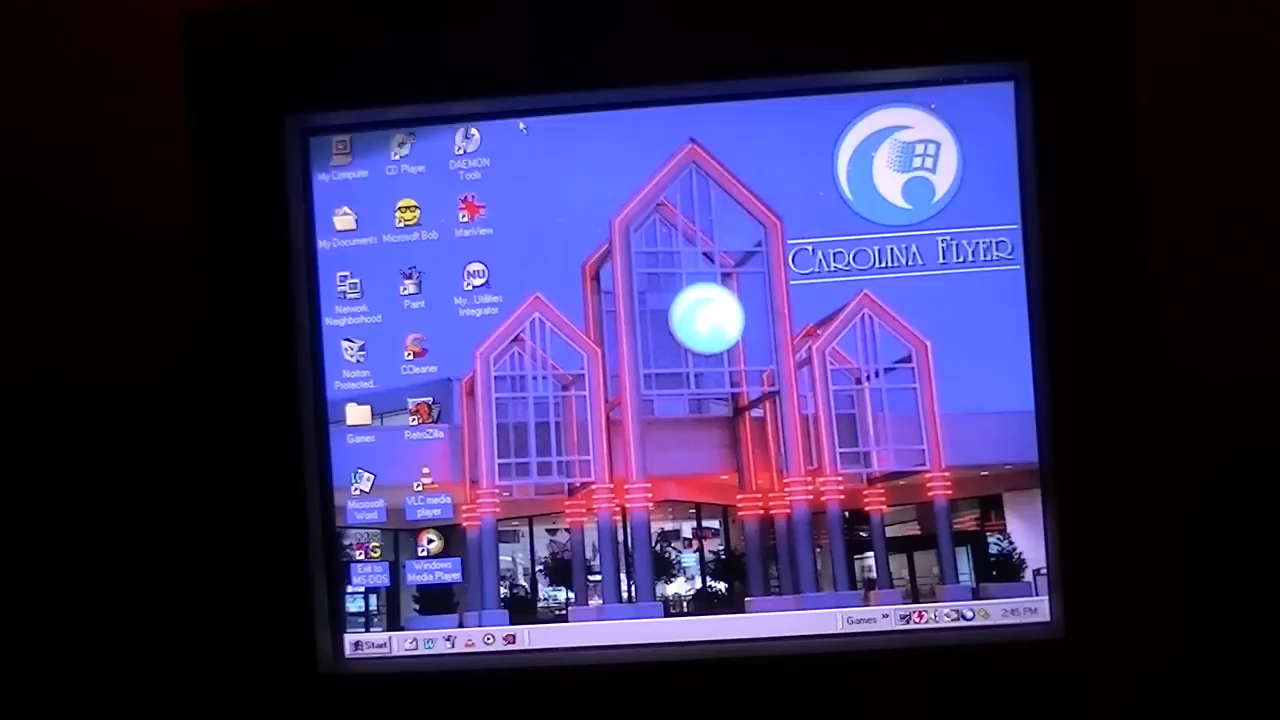 My Computer
CD Player
DAEMON
Tools
My Documents
Microsoft Bob
IrfanView
Network
Neighborhood
Paint
NU
My...Utilities
Integrator
Norton
Protected...
CCleaner
Games
RetroZilla
Microsoft
Word
VLC media
player
Exit to
MS-DOS
Windows
Media Player
CAROLINA FLYER
Start
W
Games »
2:45 PM